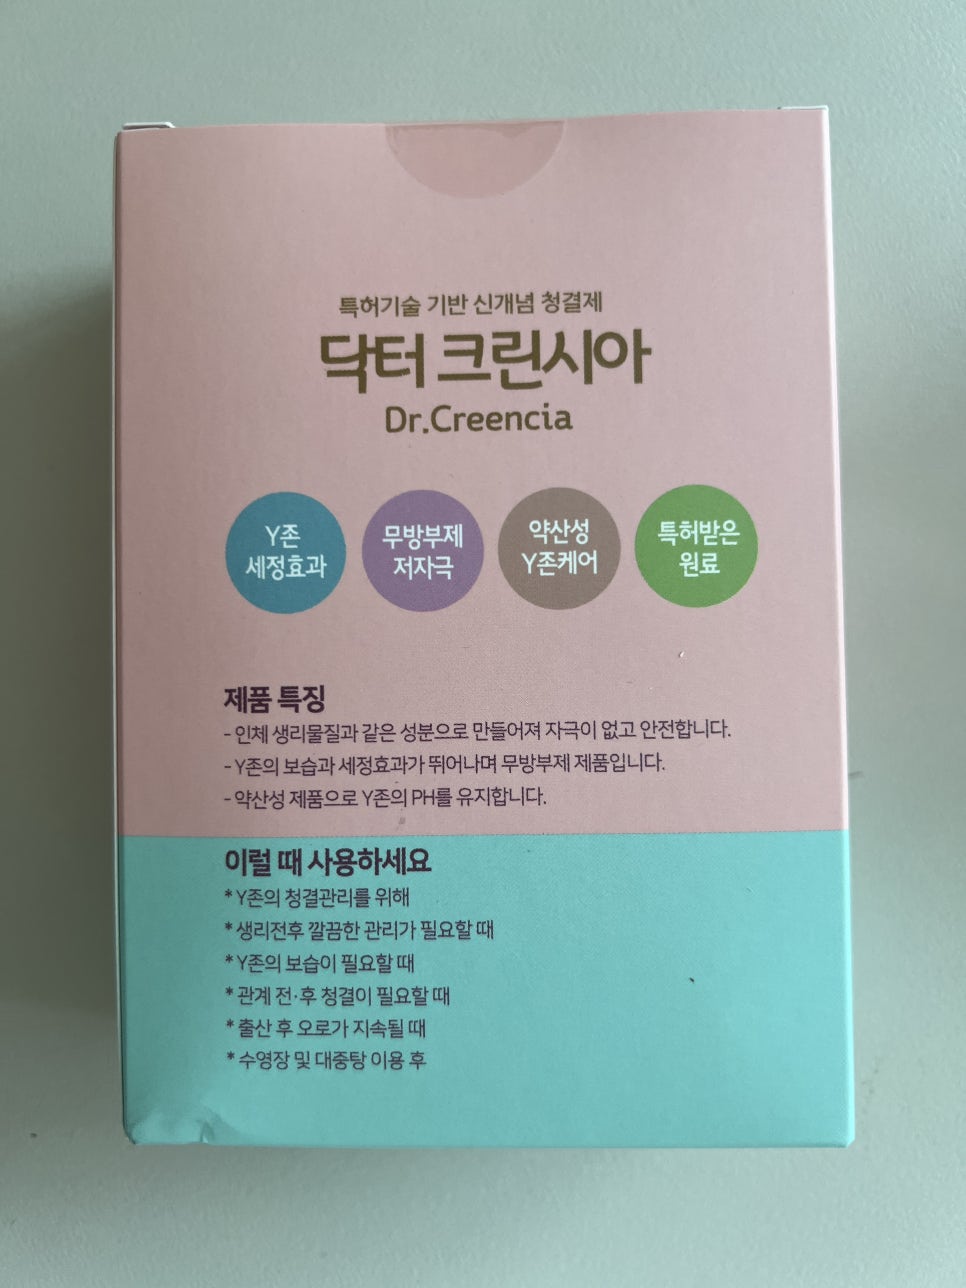 특허기술 기반 신개념 청결제
닥터 크린시아
Dr.Creencia
Y존
세정효과
무방부제
저자극
약산성
Y존케어
특허받은
원료
제품 특징
- 인체 생리물질과 같은 성분으로 만들어져 자극이 없고 안전합니다.
- Y존의 보습과 세정효과가 뛰어나며 무방부제 제품입니다.
- 약산성 제품으로 Y존의 PH를 유지합니다.
이럴 때 사용하세요
* Y존의 청결관리를 위해
* 생리전후 깔끔한 관리가 필요할 때
* Y존의 보습이 필요할 때
* 관계 전·후 청결이 필요할 때
* 출산 후 오로가 지속될 때
* 수영장 및 대중탕 이용 후